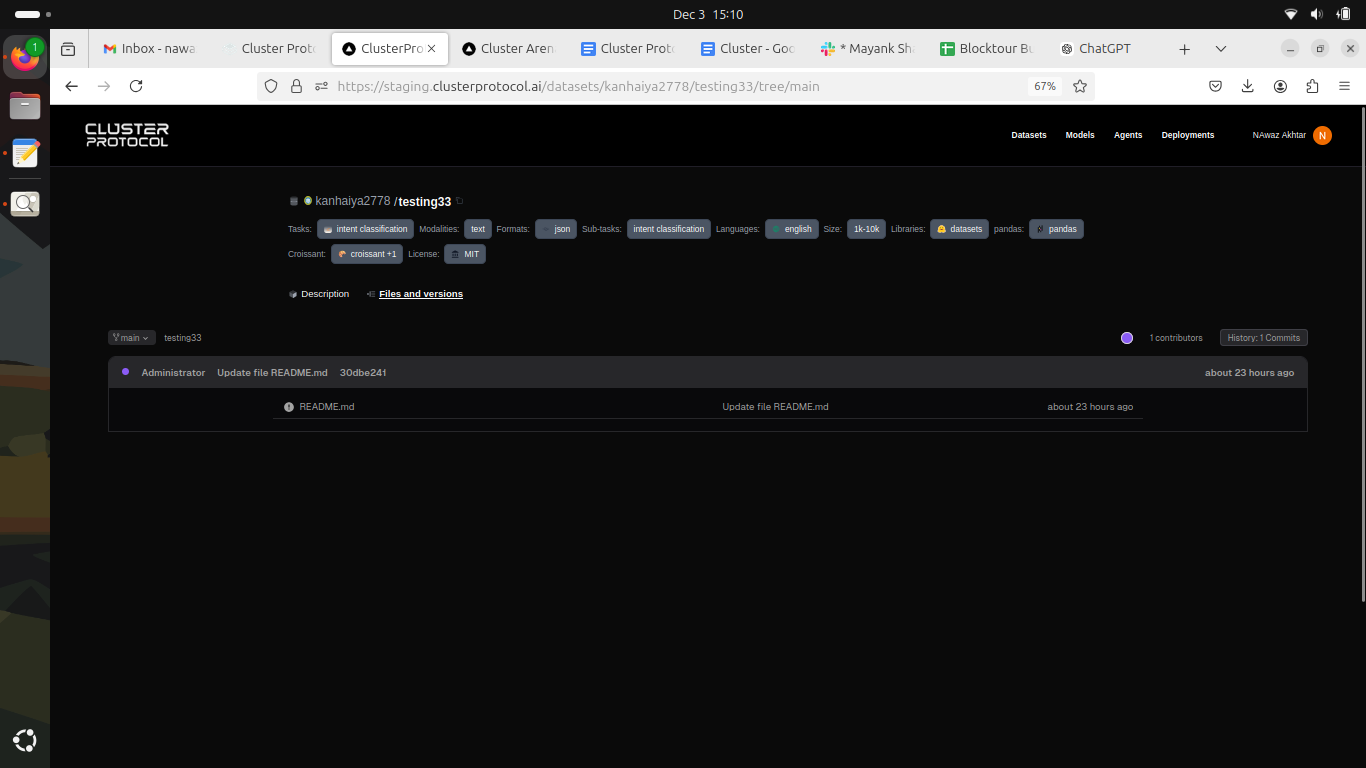 Dec 3 15:10
1
Inbox - nawa
Cluster Proto
ClusterPro
Cluster Aren
Cluster Prot
Cluster - Goo
* Mayank Sha
Blocktour Bu
ChatGPT
https://staging.clusterprotocol.ai/datasets/kanhaiya2778/testing33/tree/main
67%
CLUSTER
PROTOCOL
Datasets Models Agents Deployments NAwaz Akhtar N
kanhaiya2778 /testing33
Tasks: intent classification Modalities: text Formats: json Sub-tasks: intent classification Languages: english Size: 1k-10k Libraries: datasets pandas: pandas
Croissant: croissant +1 License: MIT
Description Files and versions
main testing33 1 contributors History: 1 Commits
Administrator Update file README.md 30dbe241 about 23 hours ago
README.md Update file README.md about 23 hours ago